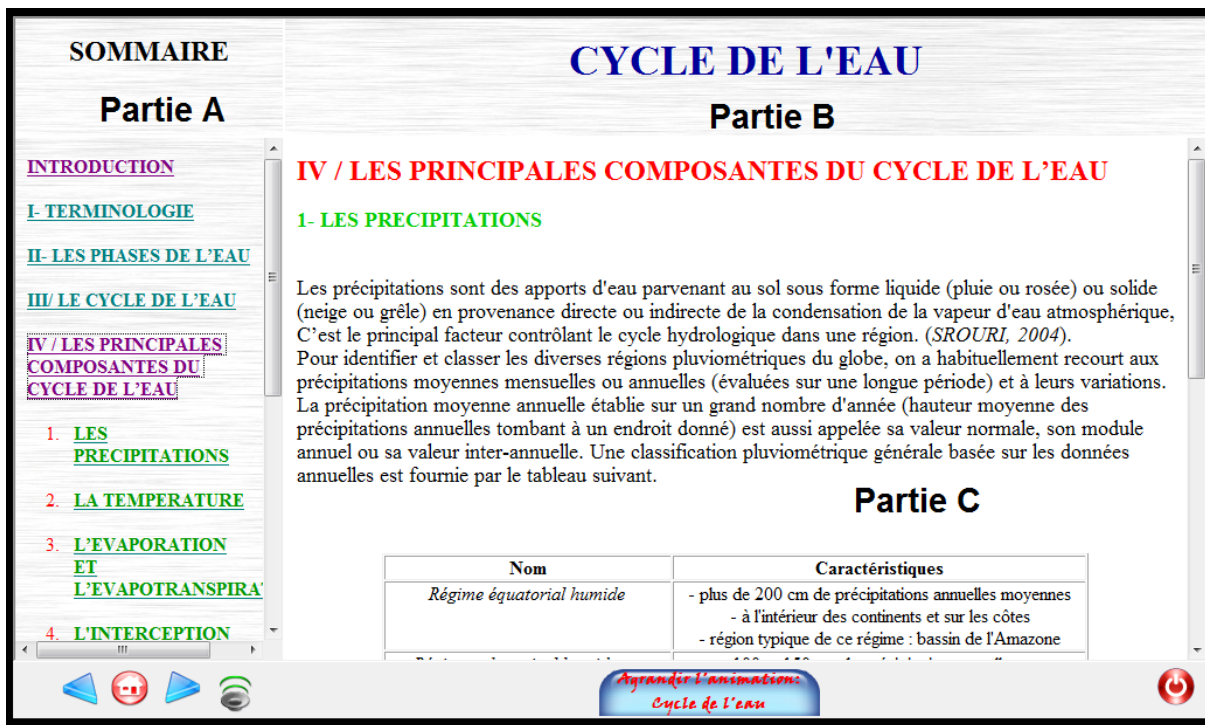 SOMMAIRE
Partie A
CYCLE DE L'EAU
Partie B
INTRODUCTION
I- TERMINOLOGIE
II- LES PHASES DE L’EAU
III/ LE CYCLE DE L’EAU
IV / LES PRINCIPALES
COMPOSANTES DU
CYCLE DE L’EAU
1. LES
PRECIPITATIONS
2. LA TEMPERATURE
3. L’EVAPORATION
ET
L’EVAPOTRANSPIRA
4. L'INTERCEPTION
IV / LES PRINCIPALES COMPOSANTES DU CYCLE DE L’EAU
1- LES PRECIPITATIONS
Les précipitations sont des apports d'eau parvenant au sol sous forme liquide (pluie ou rosée) ou solide
(neige ou grêle) en provenance directe ou indirecte de la condensation de la vapeur d'eau atmosphérique,
C’est le principal facteur contrôlant le cycle hydrologique dans une région. (SROURI, 2004).
Pour identifier et classer les diverses régions pluviométriques du globe, on a habituellement recourt aux
précipitations moyennes mensuelles ou annuelles (évaluées sur une longue période) et à leurs variations.
La précipitation moyenne annuelle établie sur un grand nombre d'année (hauteur moyenne des
précipitations annuelles tombant à un endroit donné) est aussi appelée sa valeur normale, son module
annuel ou sa valeur inter-annuelle. Une classification pluviométrique générale basée sur les données
annuelles est fournie par le tableau suivant.
Partie C
Nom Caractéristiques
Régime équatorial humide - plus de 200 cm de précipitations annuelles moyennes
- à l'intérieur des continents et sur les côtes
- région typique de ce régime : bassin de l'Amazone
Agrandir l'animation:
Cycle de l'eau